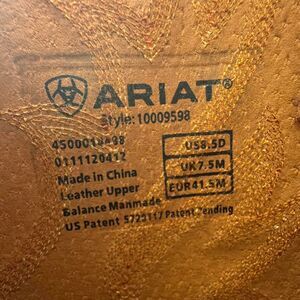 ARIAT
Style: 10009598
4500018498
0111120412
Made in China
Leather Upper
Balance Manmade
US Patent 5725117 Patent Pending
US8.5D
UK7.5M
EUR41.5M